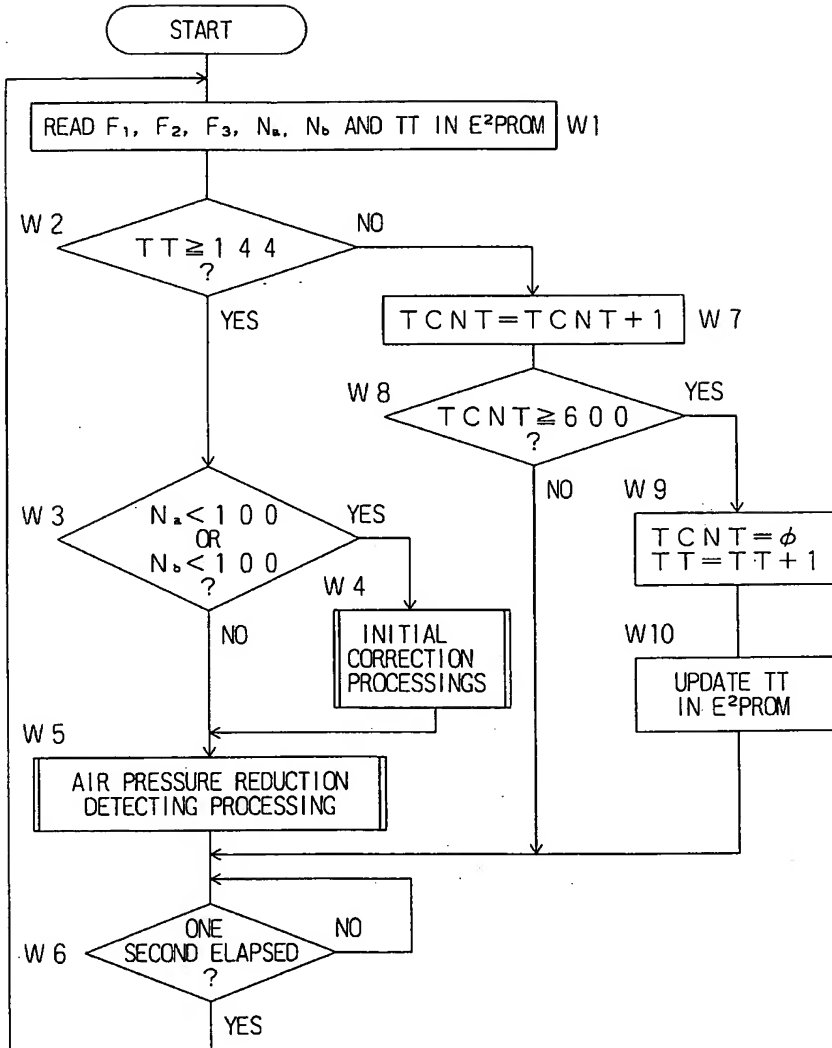 START
READ F₁, F₂, F₃, Nₐ, N_b AND TT IN E²PROM W1
W2
TT≧144
?
NO
YES
TCNT=TCNT+1 W7
W8
TCNT≧600
?
YES
NO
W9
TCNT=φ
TT=TT+1
W10
UPDATE TT
IN E²PROM
W3
Nₐ<100
OR
N_b<100
?
YES
NO
W4
INITIAL
CORRECTION
PROCESSINGS
W5
AIR PRESSURE REDUCTION
DETECTING PROCESSING
W6
ONE
SECOND ELAPSED
?
NO
YES